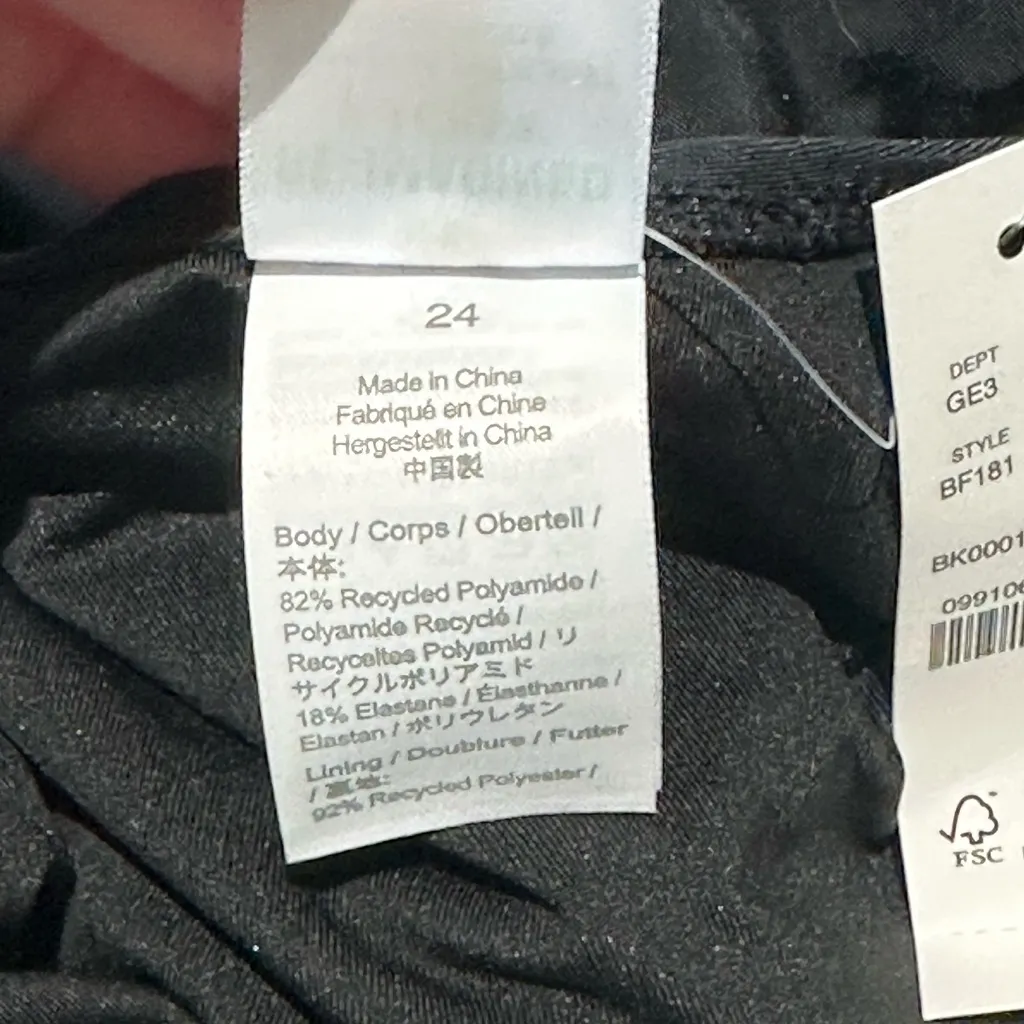 24
Made in China
Fabriqué en Chine
Hergestellt in China
中国製
Body / Corps / Oberteil /
本体:
82% Recycled Polyamide /
Polyamide Recyclé /
Recyceltes Polyamid / リ
サイクルポリアミド
18% Elastane / Élasthanne /
Elastan / ポリウレタン
Lining / Doublure / Futter
/ 裏地:
92% Recycled Polyester /
DEPT
GE3
STYLE
BF181
BK0001
09910
FSC